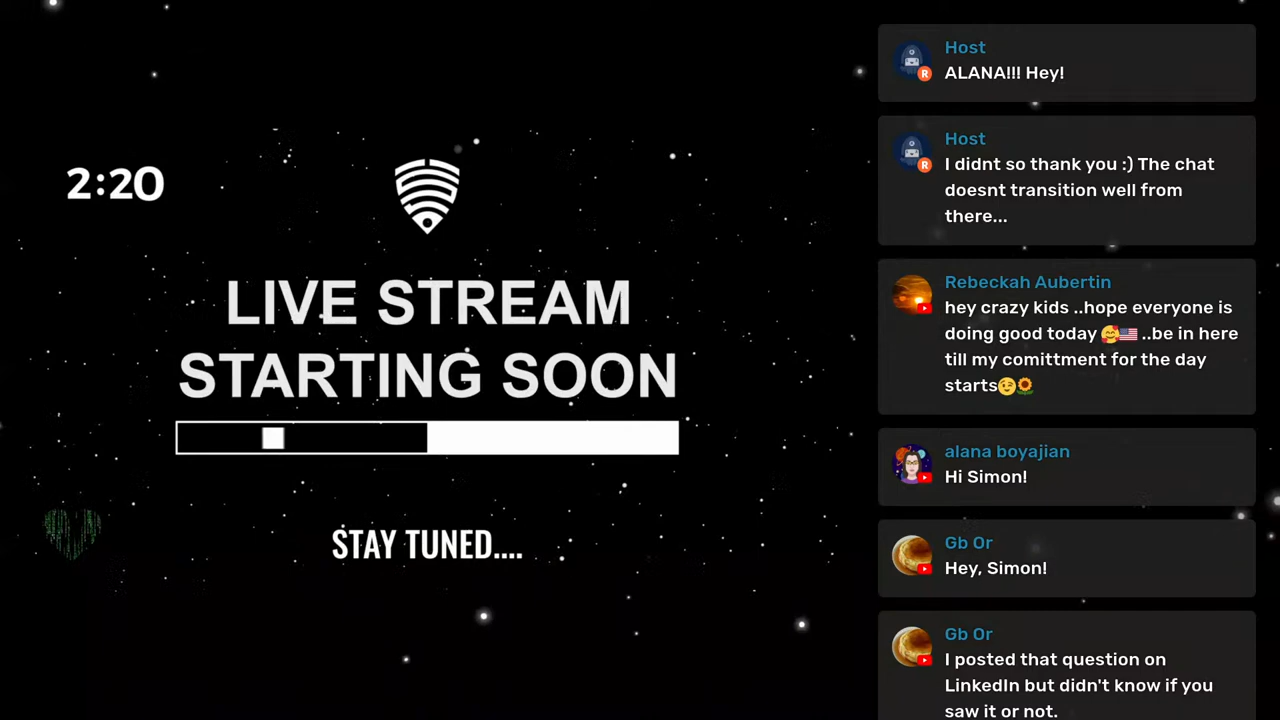 2:20
LIVE STREAM
STARTING SOON
STAY TUNED....
Host
ALANA!!! Hey!
Host
I didnt so thank you :) The chat
doesnt transition well from
there...
Rebeckah Aubertin
hey crazy kids ..hope everyone is
doing good today 🥰🇺🇸 ..be in here
till my comittment for the day
starts🤨🌻
alana boyajian
Hi Simon!
Gb Or
Hey, Simon!
Gb Or
I posted that question on
LinkedIn but didn't know if you
saw it or not.